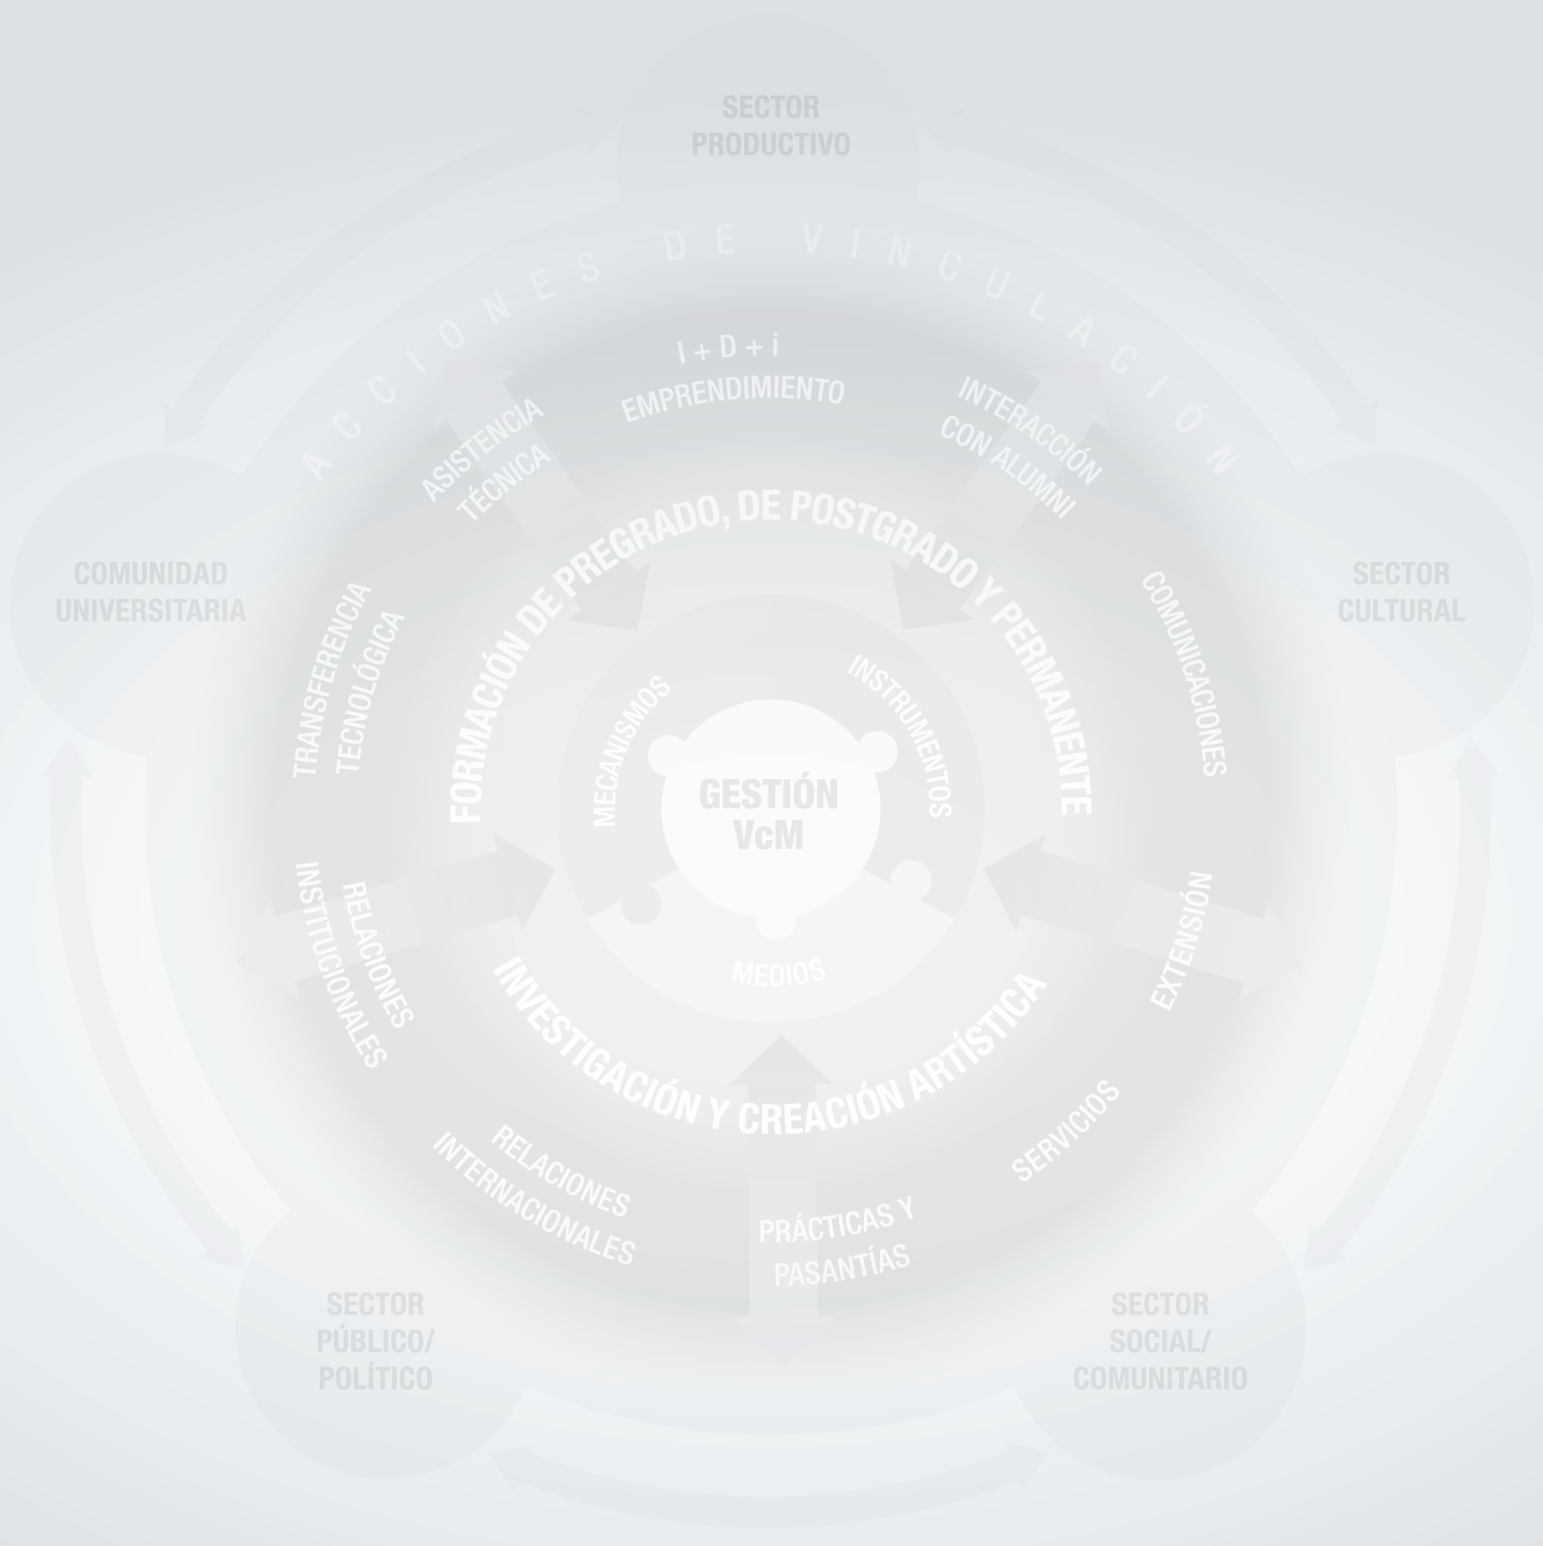 SECTOR
PRODUCTIVO
ACCIONES DE VINCULACIÓN
I + D + i
EMPRENDIMIENTO
ASISTENCIA
TÉCNICA
INTERACCIÓN
CON ALUMNI
FORMACIÓN DE PREGRADO, DE POSTGRADO Y PERMANENTE
COMUNIDAD
UNIVERSITARIA
SECTOR
CULTURAL
TRANSFERENCIA
TECNOLÓGICA
COMUNICACIONES
MECANISMOS
INSTRUMENTOS
GESTIÓN
VcM
MEDIOS
RELACIONES
INSTITUCIONALES
EXTENSIÓN
INVESTIGACIÓN Y CREACIÓN ARTÍSTICA
RELACIONES
INTERNACIONALES
SERVICIOS
PRÁCTICAS Y
PASANTÍAS
SECTOR
PÚBLICO/
POLÍTICO
SECTOR
SOCIAL/
COMUNITARIO